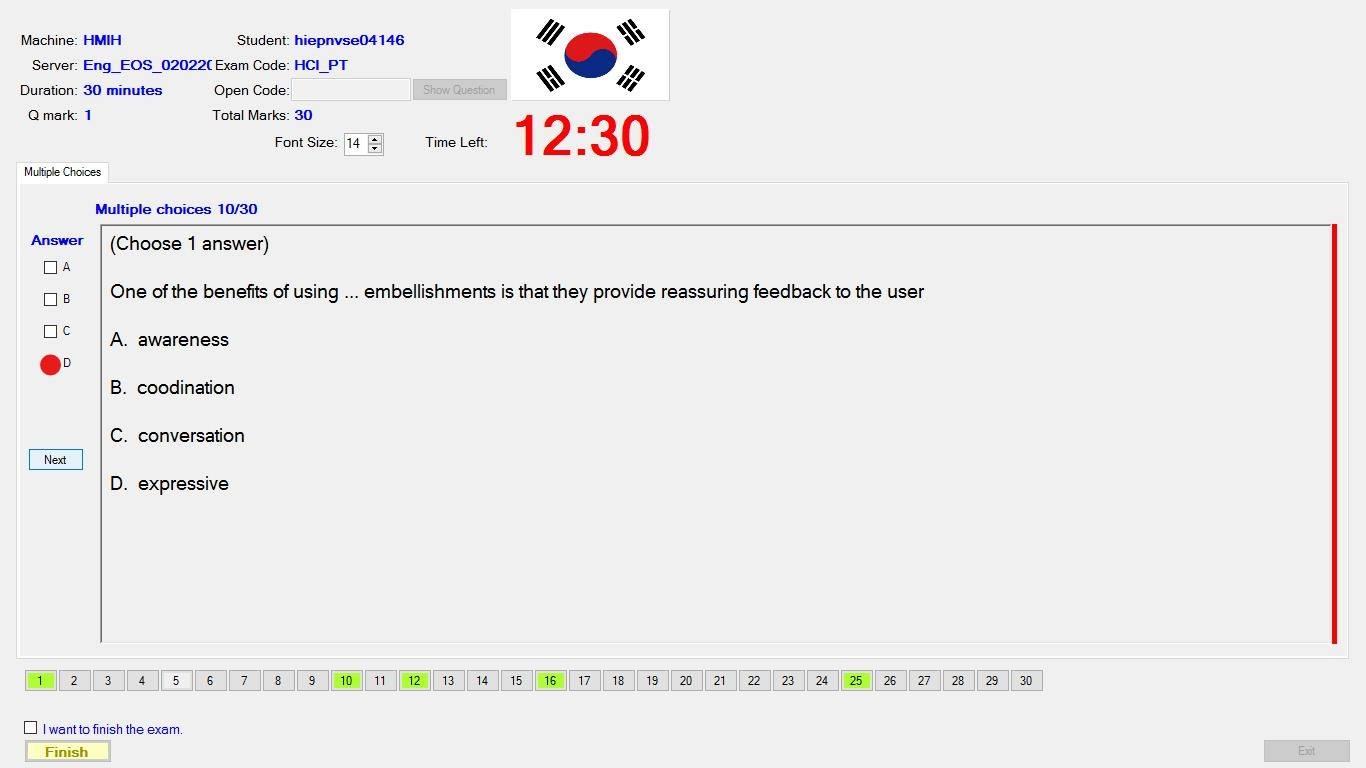 Machine: HMIH Student: hiepnvse04146
Server: Eng_EOS_020220 Exam Code: HCI_PT
Duration: 30 minutes Open Code: Show Question
Q mark: 1 Total Marks: 30
Font Size: 14 Time Left: 12:30
Multiple Choices
Multiple choices 10/30
Answer
A
B
C
D
Next
(Choose 1 answer)
One of the benefits of using ... embellishments is that they provide reassuring feedback to the user
A. awareness
B. coodination
C. conversation
D. expressive
1 2 3 4 5 6 7 8 9 10 11 12 13 14 15 16 17 18 19 20 21 22 23 24 25 26 27 28 29 30
I want to finish the exam.
Finish Exit